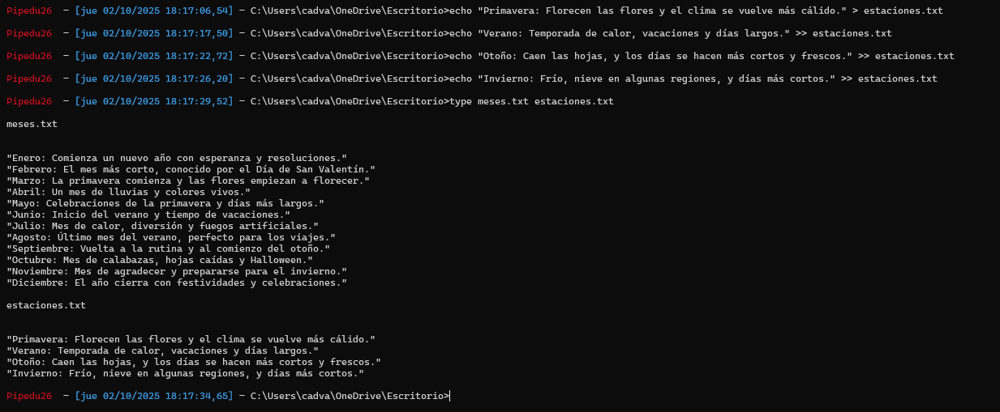 Pipedu26 - [jue 02/10/2025 18:17:06,54] - C:\Users\cadva\OneDrive\Escritorio>echo "Primavera: Florecen las flores y el clima se vuelve más cálido." > estaciones.txt
Pipedu26 - [jue 02/10/2025 18:17:17,50] - C:\Users\cadva\OneDrive\Escritorio>echo "Verano: Temporada de calor, vacaciones y días largos." >> estaciones.txt
Pipedu26 - [jue 02/10/2025 18:17:22,72] - C:\Users\cadva\OneDrive\Escritorio>echo "Otoño: Caen las hojas, y los días se hacen más cortos y frescos." >> estaciones.txt
Pipedu26 - [jue 02/10/2025 18:17:26,20] - C:\Users\cadva\OneDrive\Escritorio>echo "Invierno: Frío, nieve en algunas regiones, y días más cortos." >> estaciones.txt
Pipedu26 - [jue 02/10/2025 18:17:29,52] - C:\Users\cadva\OneDrive\Escritorio>type meses.txt estaciones.txt
meses.txt
"Enero: Comienza un nuevo año con esperanza y resoluciones."
"Febrero: El mes más corto, conocido por el Día de San Valentín."
"Marzo: La primavera comienza y las flores empiezan a florecer."
"Abril: Un mes de lluvias y colores vivos."
"Mayo: Celebraciones de la primavera y días más largos."
"Junio: Inicio del verano y tiempo de vacaciones."
"Julio: Mes de calor, diversión y fuegos artificiales."
"Agosto: Último mes del verano, perfecto para los viajes."
"Septiembre: Vuelta a la rutina y al comienzo del otoño."
"Octubre: Mes de calabazas, hojas caídas y Halloween."
"Noviembre: Mes de agradecer y prepararse para el invierno."
"Diciembre: El año cierra con festividades y celebraciones."
estaciones.txt
"Primavera: Florecen las flores y el clima se vuelve más cálido."
"Verano: Temporada de calor, vacaciones y días largos."
"Otoño: Caen las hojas, y los días se hacen más cortos y frescos."
"Invierno: Frío, nieve en algunas regiones, y días más cortos."
Pipedu26 - [jue 02/10/2025 18:17:34,65] - C:\Users\cadva\OneDrive\Escritorio>